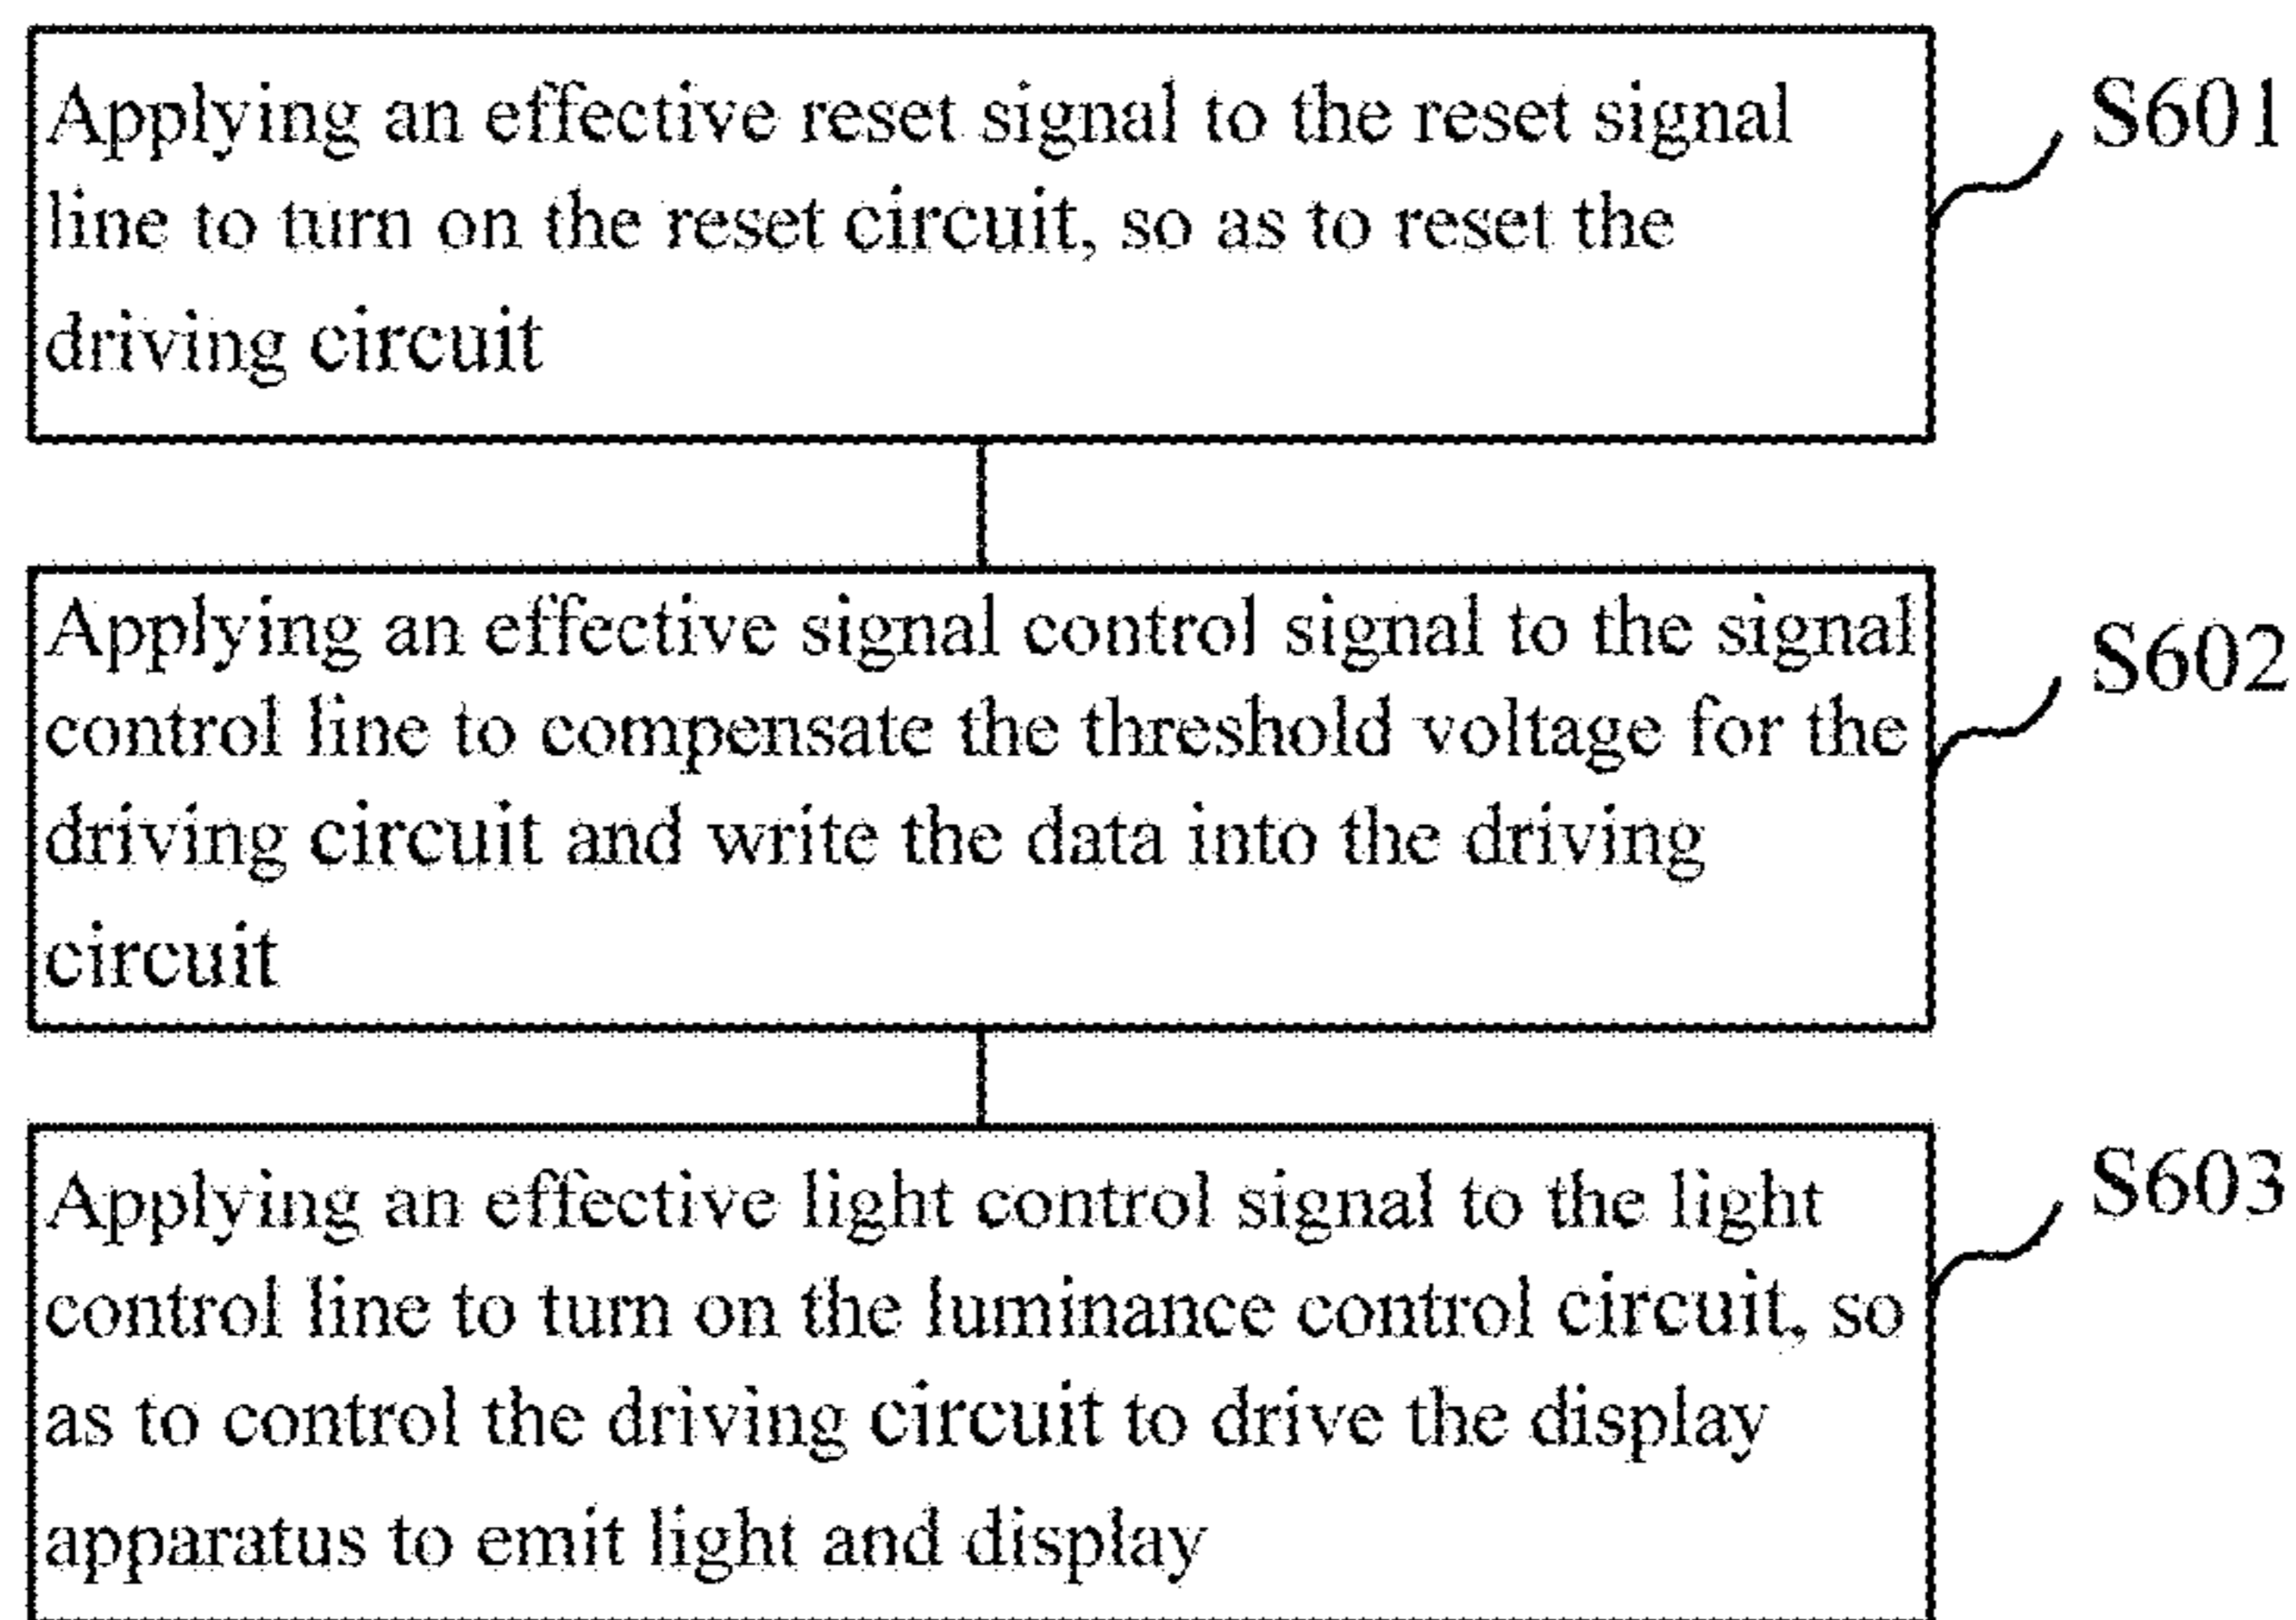 Applying an effective reset signal to the reset signal
line to turn on the reset circuit, so as to reset the
driving circuit
S601
Applying an effective signal control signal to the signal
control line to compensate the threshold voltage for the
driving circuit and write the data into the driving
circuit
S602
Applying an effective light control signal to the light
control line to turn on the luminance control circuit, so
as to control the driving circuit to drive the display
apparatus to emit light and display
S603